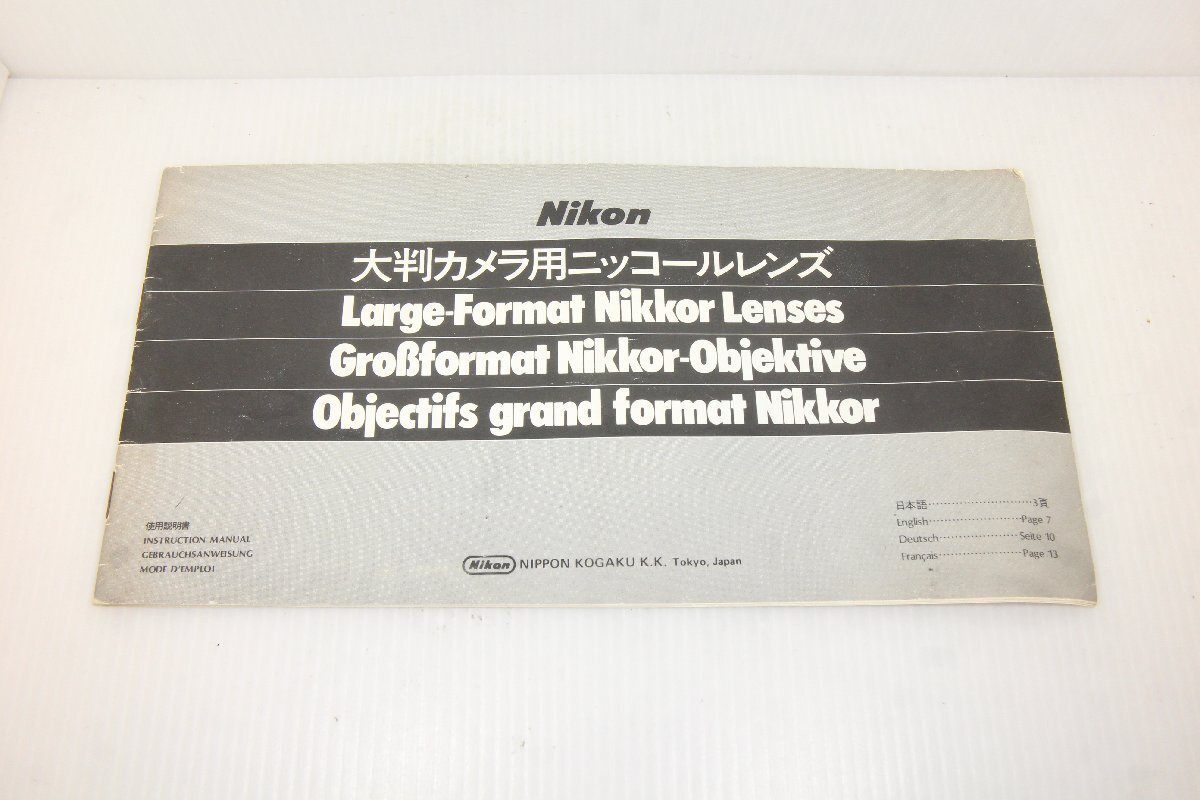 Nikon
大判カメラ用ニッコールレンズ
Large-Format Nikkor Lenses
Großformat Nikkor-Objektive
Objectifs grand format Nikkor
使用説明書
INSTRUCTION MANUAL
GEBRAUCHSANWEISUNG
MODE D'EMPLOI
Nikon NIPPON KOGAKU K.K. Tokyo, Japan
日本語··························3頁
English·······················Page 7
Deutsch····················Seite 10
Français·····················Page 13